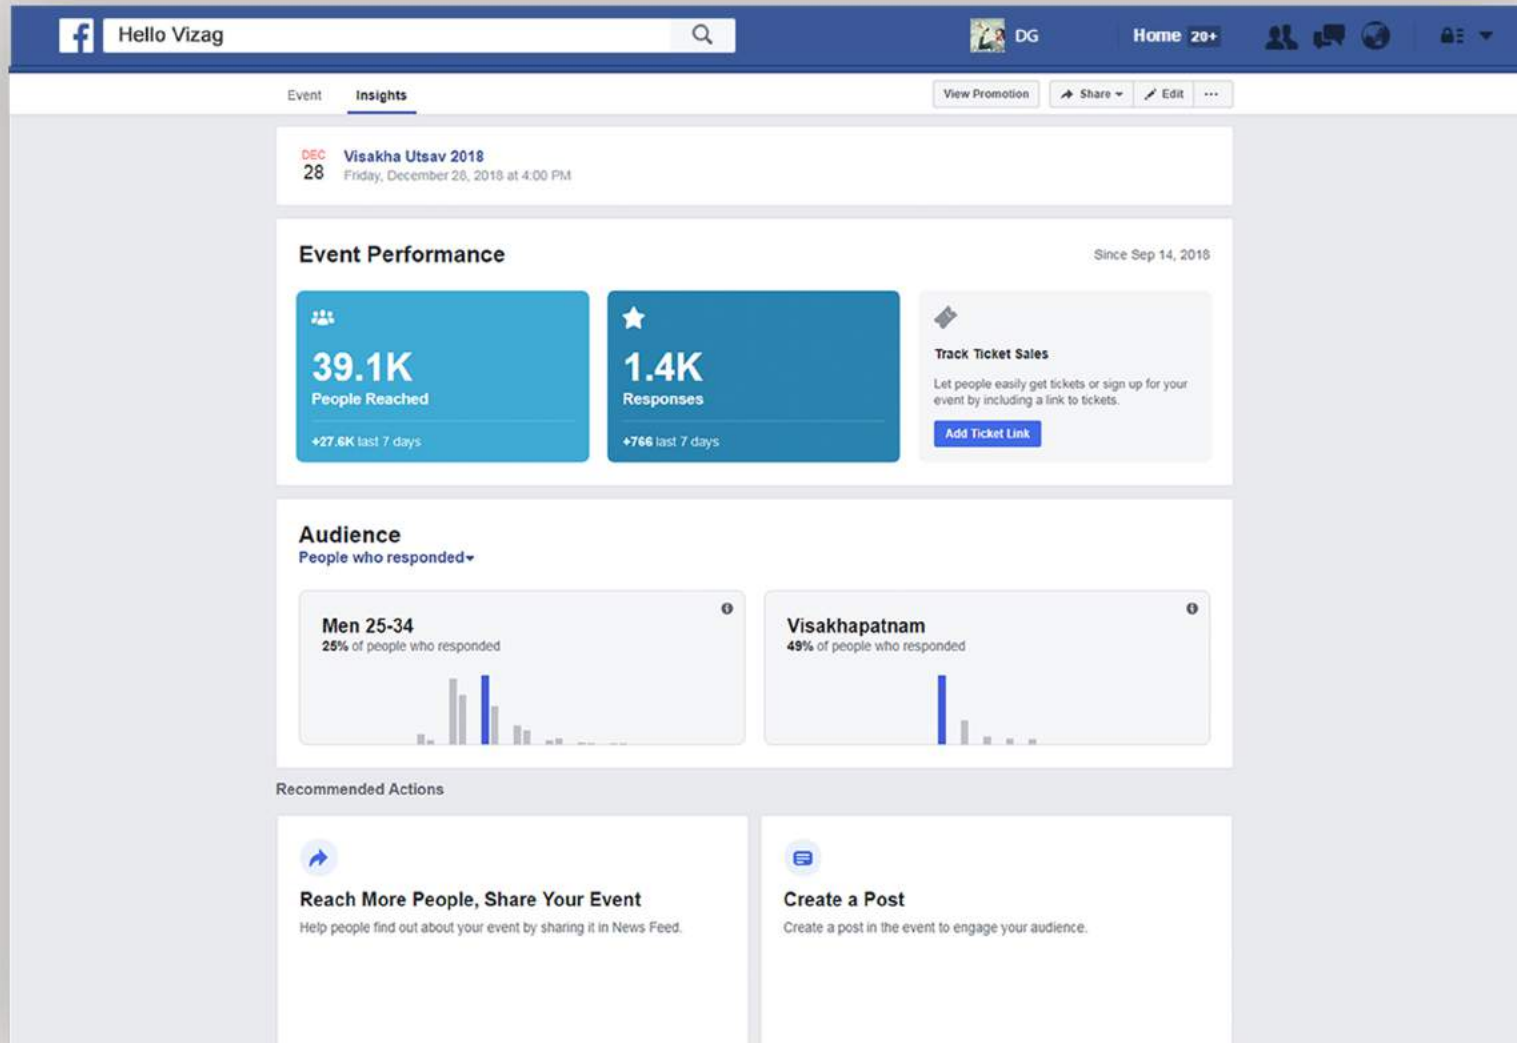 f Hello Vizag DG Home 20+
Event Insights View Promotion Share Edit ...
DEC
28
Visakha Utsav 2018
Friday, December 28, 2018 at 4:00 PM
Event Performance Since Sep 14, 2018
39.1K
People Reached
+27.6K last 7 days
1.4K
Responses
+766 last 7 days
Track Ticket Sales
Let people easily get tickets or sign up for your
event by including a link to tickets.
Add Ticket Link
Audience
People who responded
Men 25-34
25% of people who responded
Visakhapatnam
49% of people who responded
Recommended Actions
Reach More People, Share Your Event
Help people find out about your event by sharing it in News Feed.
Create a Post
Create a post in the event to engage your audience.